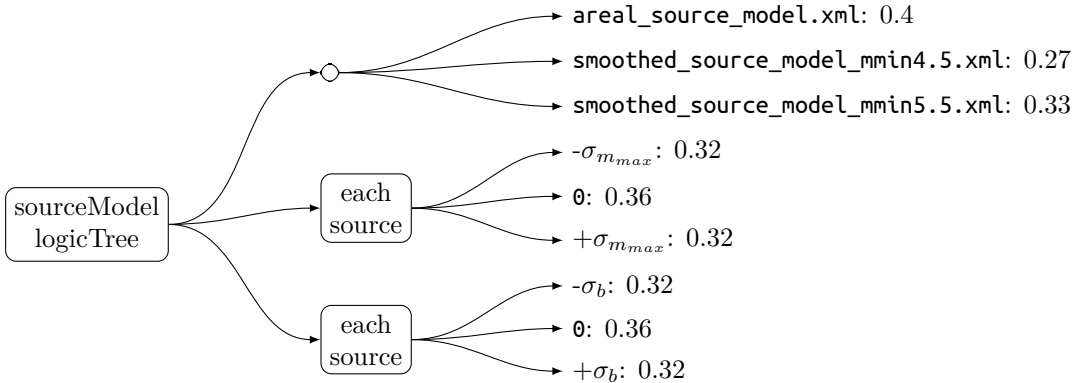 areal_source_model.xml: 0.4
smoothed_source_model_mmin4.5.xml: 0.27
smoothed_source_model_mmin5.5.xml: 0.33
sourceModel
logicTree
each
source
-σ_{m_{max}}: 0.32
0: 0.36
+σ_{m_{max}}: 0.32
each
source
-σ_b: 0.32
0: 0.36
+σ_b: 0.32